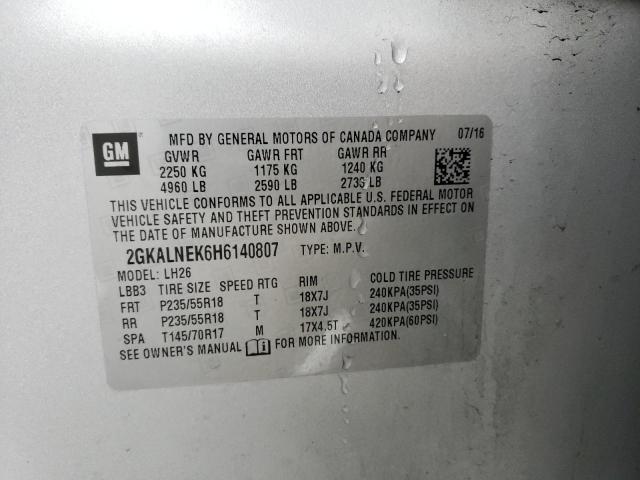 GM
MFD BY GENERAL MOTORS OF CANADA COMPANY 07/16
GVWR GAWR FRT GAWR RR
2250 KG 1175 KG 1240 KG
4960 LB 2590 LB 2735 LB
THIS VEHICLE CONFORMS TO ALL APPLICABLE U.S. FEDERAL MOTOR
VEHICLE SAFETY AND THEFT PREVENTION STANDARDS IN EFFECT ON
THE DATE OF MANUFACTURE SHOWN ABOVE.
2GKALNEK6H6140807 TYPE: M.P.V.
MODEL: LH26
LBB3 TIRE SIZE SPEED RTG RIM COLD TIRE PRESSURE
FRT P235/55R18 T 18X7J 240KPA(35PSI)
RR P235/55R18 T 18X7J 240KPA(35PSI)
SPA T145/70R17 M 17X4.5T 420KPA(60PSI)
SEE OWNER'S MANUAL FOR MORE INFORMATION.